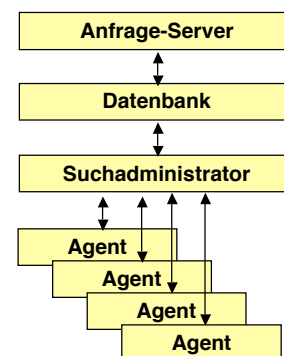 Anfrage-Server
Datenbank
Suchadministrator
Agent
Agent
Agent
Agent